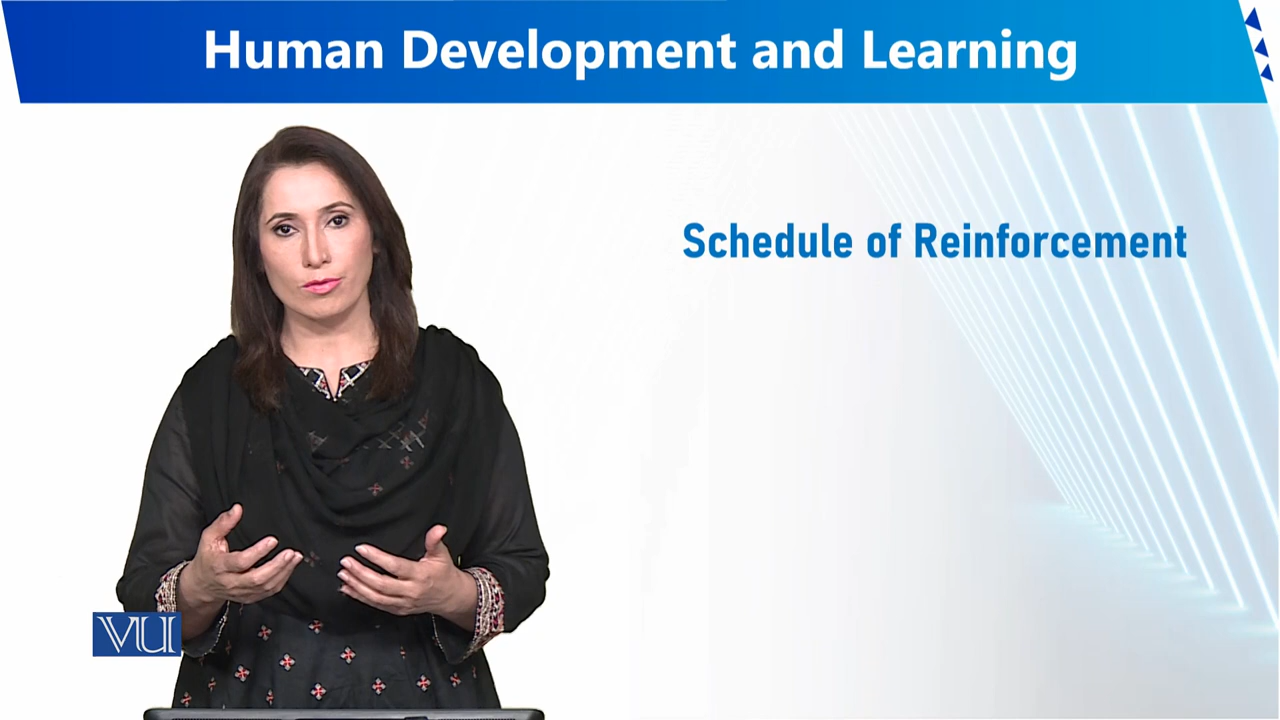 Human Development and Learning
Schedule of Reinforcement
VU